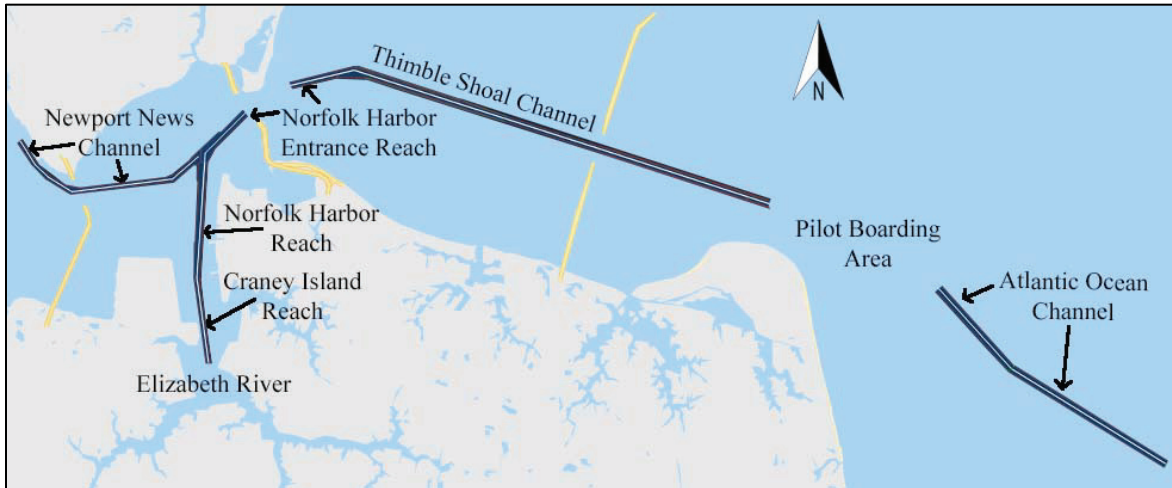 Thimble Shoal Channel
N
Newport News
Channel
Norfolk Harbor
Entrance Reach
Norfolk Harbor
Reach
Pilot Boarding
Area
Craney Island
Reach
Atlantic Ocean
Channel
Elizabeth River